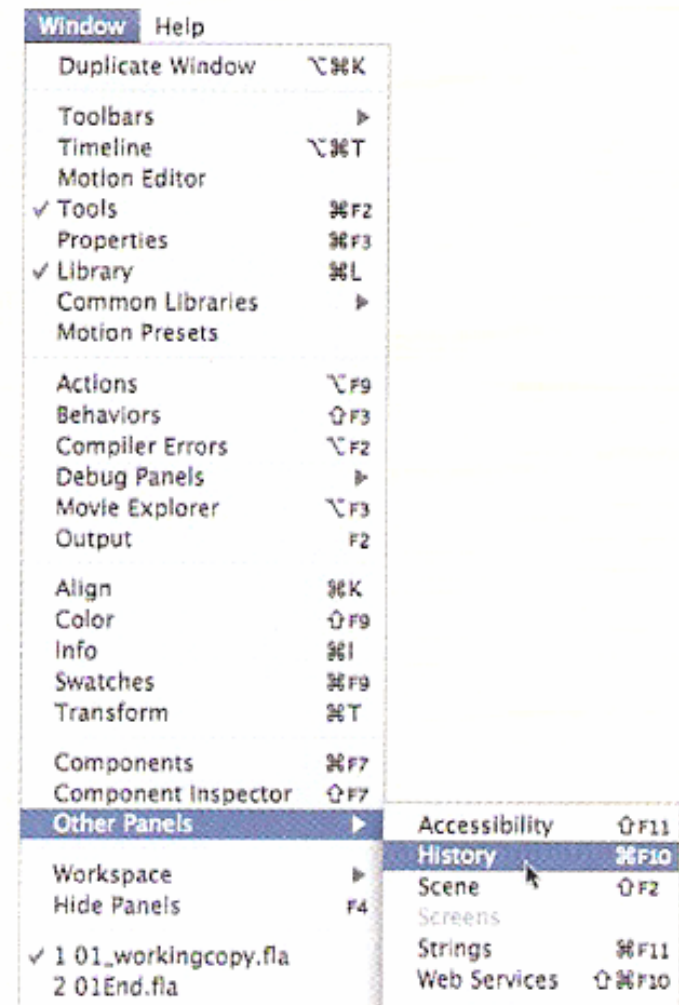 Window Help
Duplicate Window ⌥⌘K
Toolbars ▶
Timeline ⌥⌘T
Motion Editor
✓ Tools ⌘F2
Properties ⌘F3
✓ Library ⌘L
Common Libraries ▶
Motion Presets
Actions ⌥F9
Behaviors ⇧F3
Compiler Errors ⌥F2
Debug Panels ▶
Movie Explorer ⌥F3
Output F2
Align ⌘K
Color ⇧F9
Info ⌘I
Swatches ⌘F9
Transform ⌘T
Components ⌘F7
Component Inspector ⇧F7
Other Panels ▶
Workspace ▶
Hide Panels F4
✓ 1 01_workingcopy.fla
2 01End.fla
Accessibility ⇧F11
History ⌘F10
Scene ⇧F2
Screens
Strings ⌘F11
Web Services ⇧⌘F10